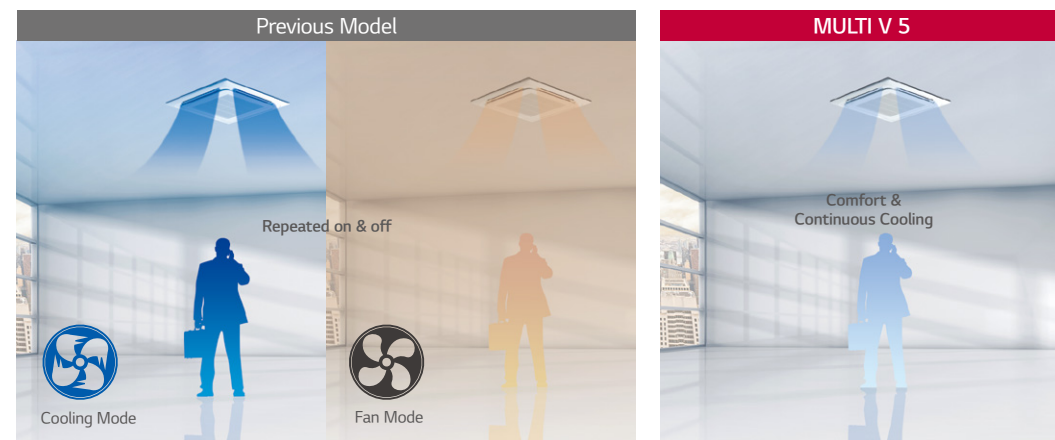 Previous Model
MULTI V 5
Repeated on & off
Comfort &
Continuous Cooling
Cooling Mode
Fan Mode